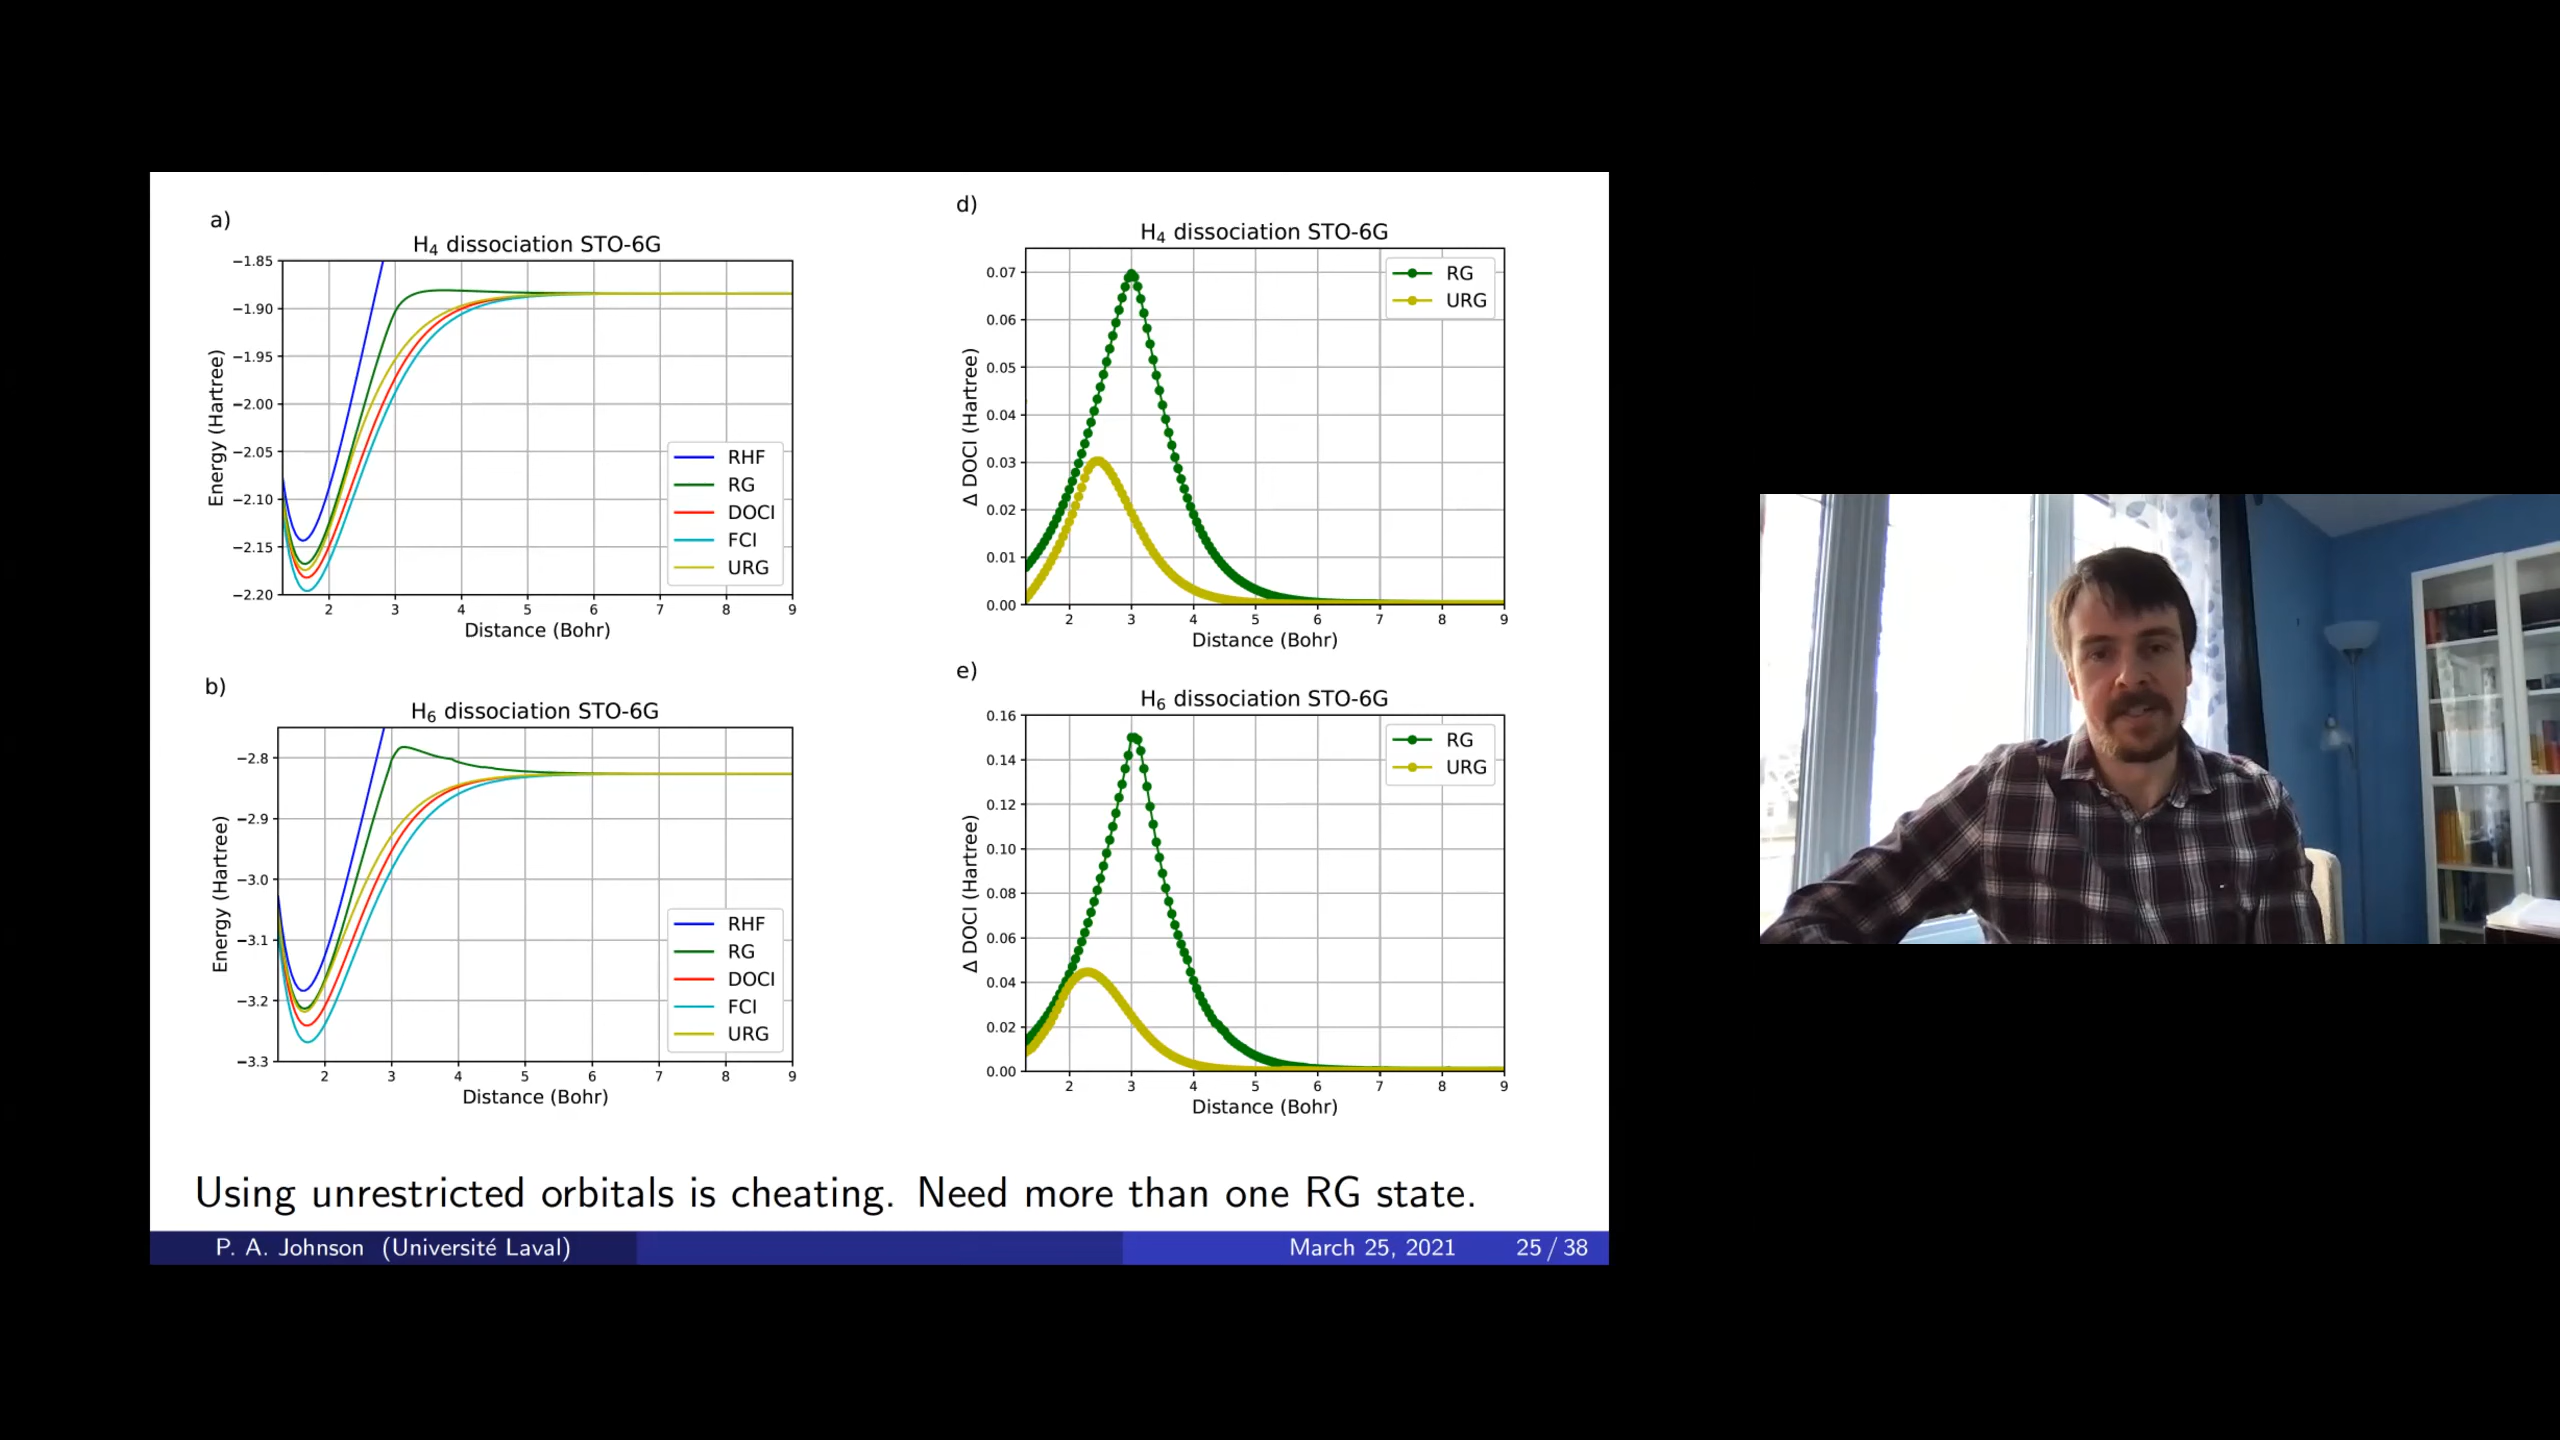 a)
H₄ dissociation STO-6G
Energy (Hartree)
−1.85
−1.90
−1.95
−2.00
−2.05
−2.10
−2.15
−2.20
2 3 4 5 6 7 8 9
Distance (Bohr)
RHF
RG
DOCI
FCI
URG
d)
H₄ dissociation STO-6G
Δ DOCI (Hartree)
0.07
0.06
0.05
0.04
0.03
0.02
0.01
0.00
2 3 4 5 6 7 8 9
Distance (Bohr)
RG
URG
b)
H₆ dissociation STO-6G
Energy (Hartree)
−2.8
−2.9
−3.0
−3.1
−3.2
−3.3
2 3 4 5 6 7 8 9
Distance (Bohr)
RHF
RG
DOCI
FCI
URG
e)
H₆ dissociation STO-6G
Δ DOCI (Hartree)
0.16
0.14
0.12
0.10
0.08
0.06
0.04
0.02
0.00
2 3 4 5 6 7 8 9
Distance (Bohr)
RG
URG
Using unrestricted orbitals is cheating. Need more than one RG state.
P. A. Johnson (Université Laval) March 25, 2021 25 / 38